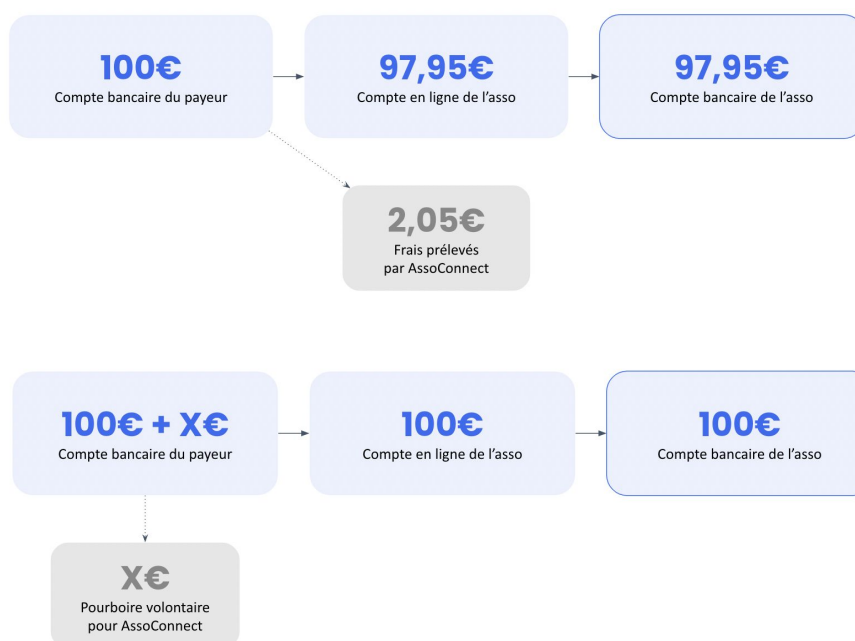 100€
Compte bancaire du payeur
97,95€
Compte en ligne de l’asso
97,95€
Compte bancaire de l’asso
2,05€
Frais prélevés
par AssoConnect
100€ + X€
Compte bancaire du payeur
100€
Compte en ligne de l’asso
100€
Compte bancaire de l’asso
X€
Pourboire volontaire
pour AssoConnect